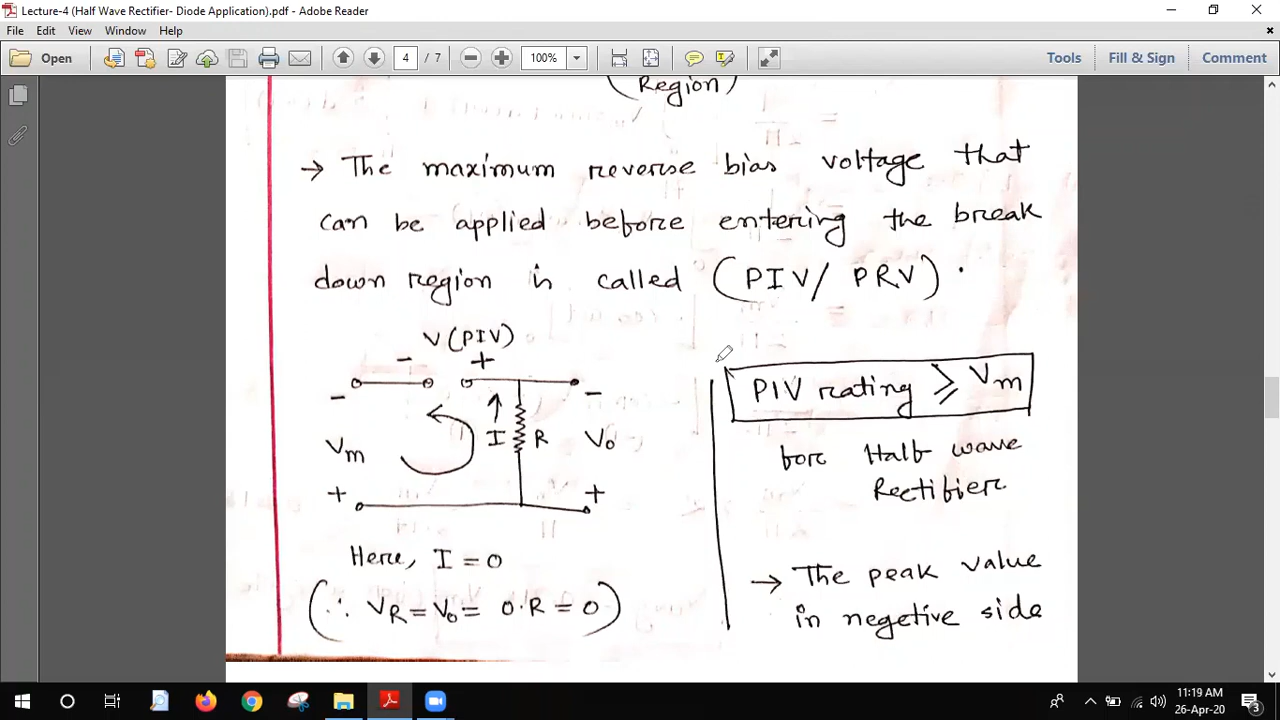 Lecture-4 (Half Wave Rectifier- Diode Application).pdf - Adobe Reader
File Edit View Window Help
Open 4 / 7 100% Tools Fill & Sign Comment
(Region)
→ The maximum reverse bias voltage that
can be applied before entering the break
down region is called (PIV/ PRV) .
V (PIV)
- +
- -
I R
Vm Vo
+ +
Here, I = 0
(∴ VR = Vo = 0.R = 0)
PIV rating ⩾ Vm
for Half wave
Rectifier
→ The peak value
in negetive side
11:19 AM
26-Apr-20
3